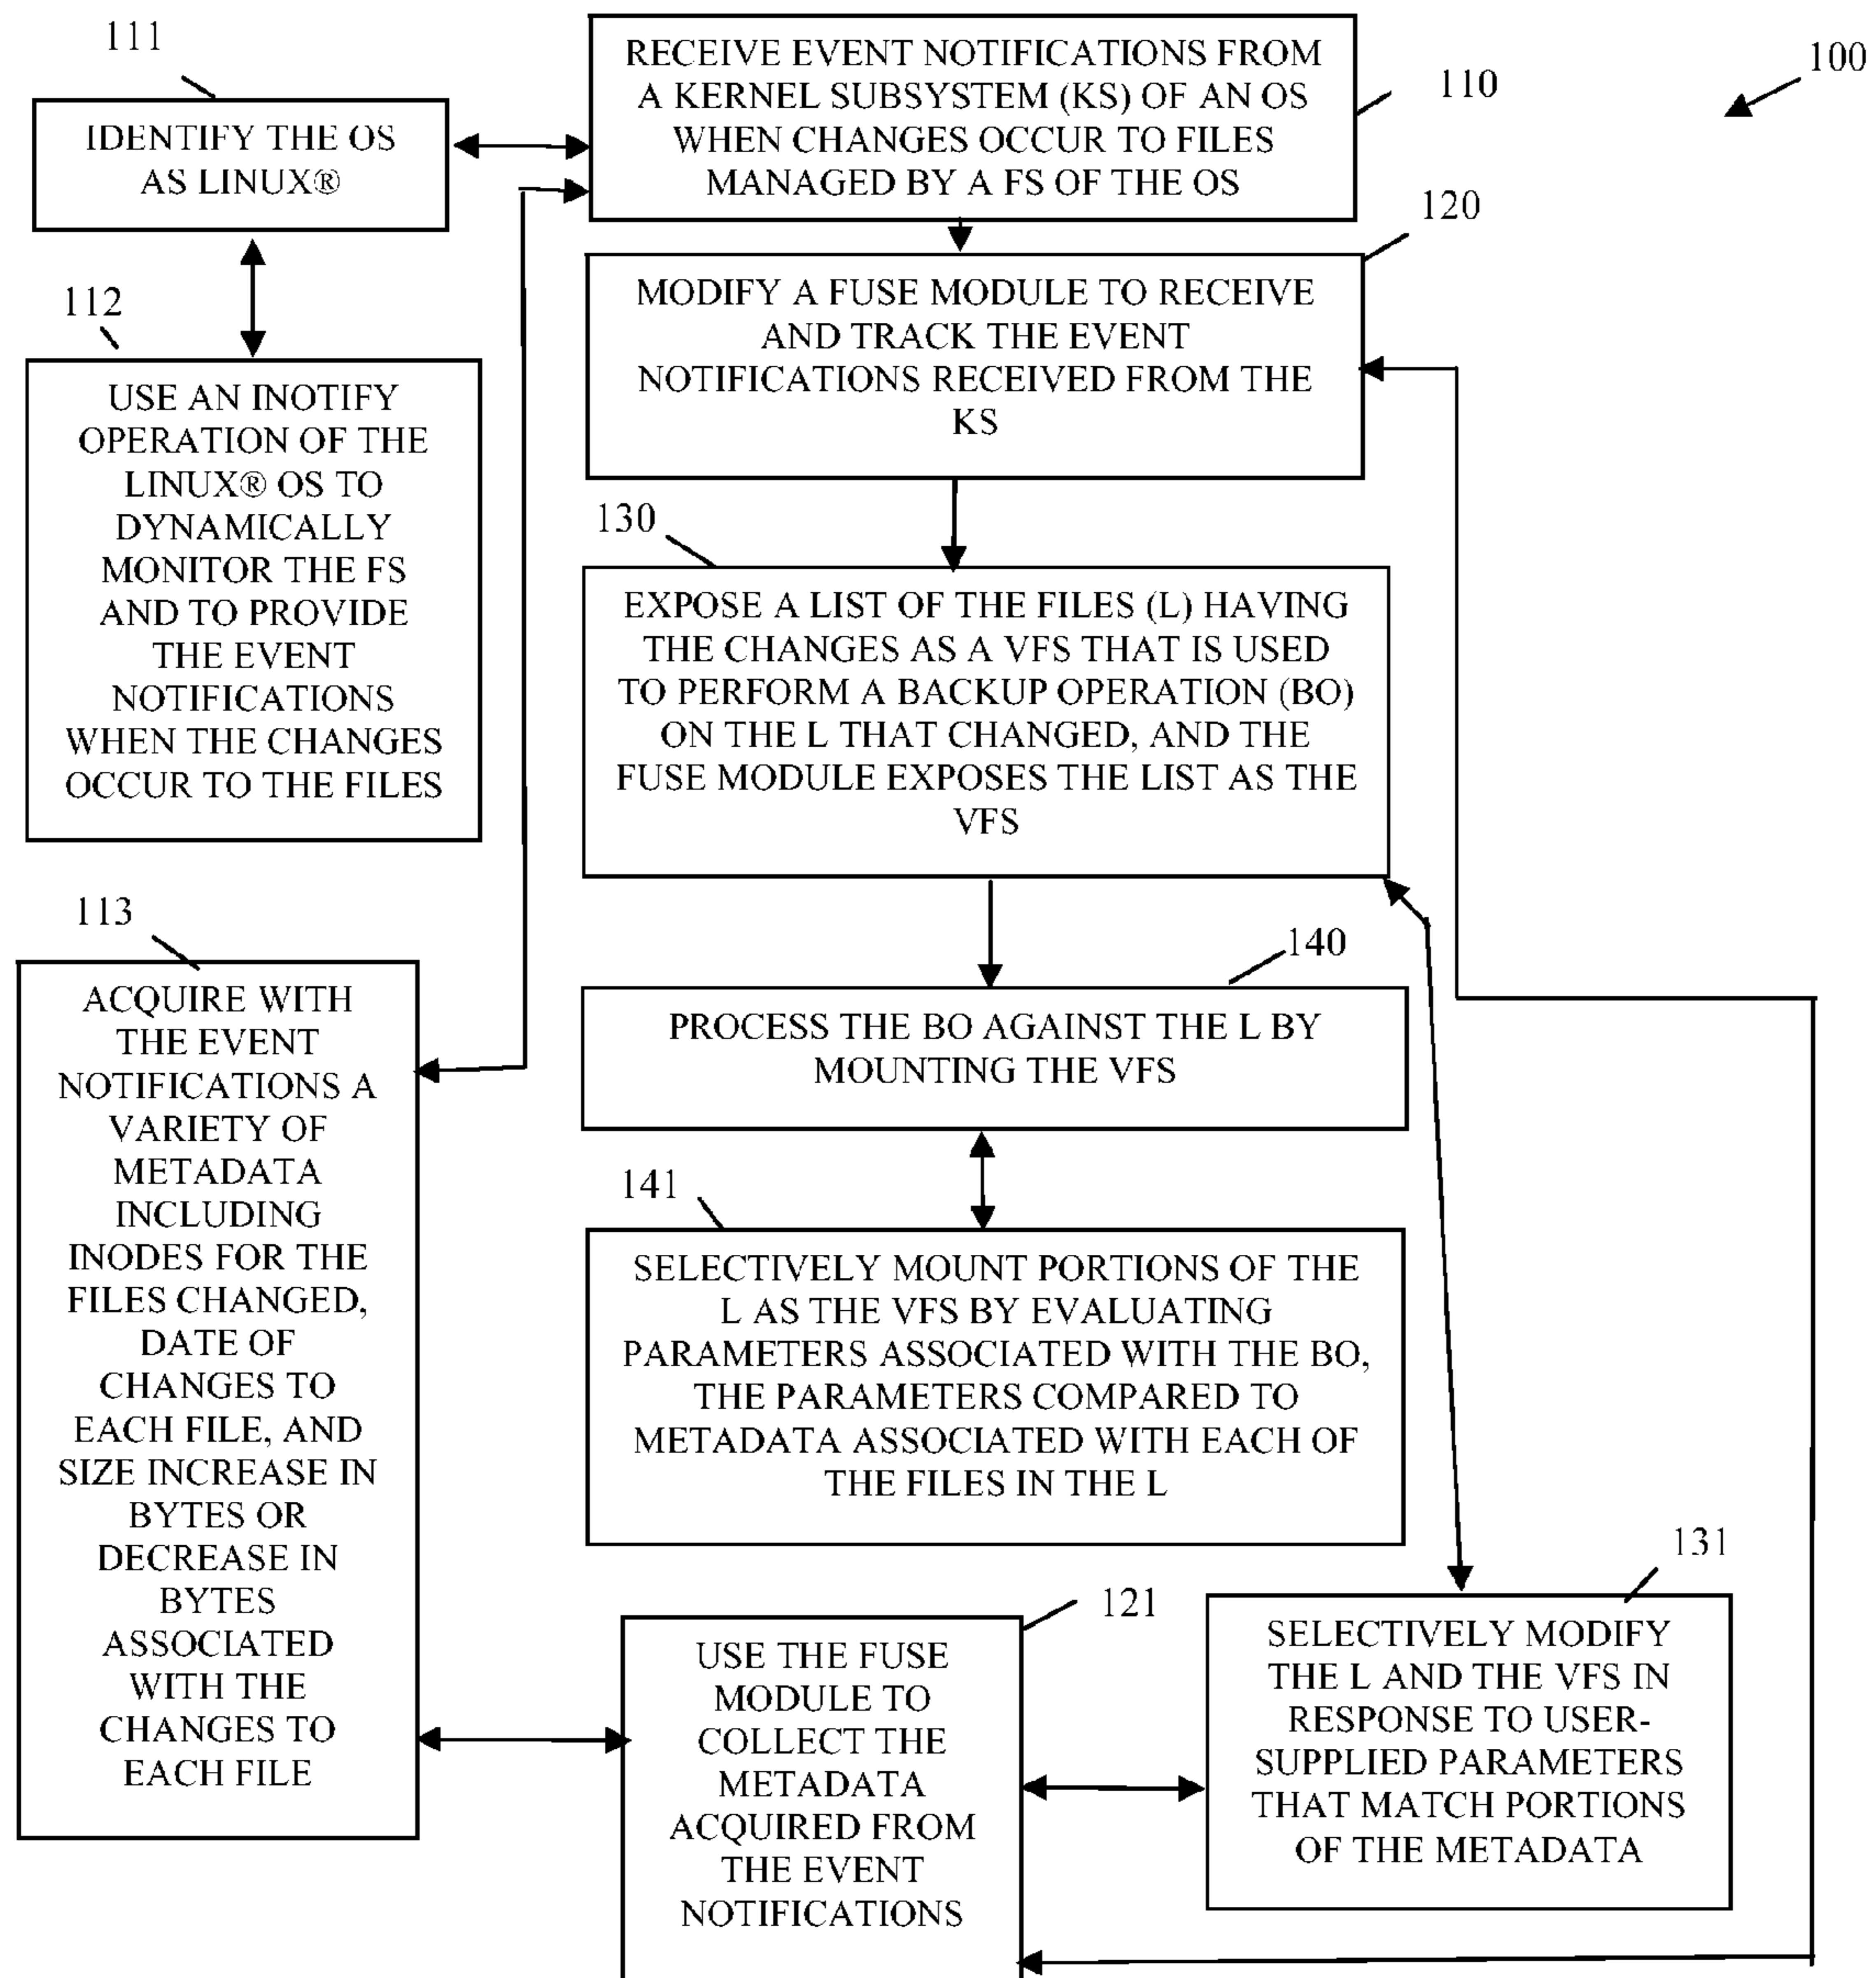 100
110
RECEIVE EVENT NOTIFICATIONS FROM
A KERNEL SUBSYSTEM (KS) OF AN OS
WHEN CHANGES OCCUR TO FILES
MANAGED BY A FS OF THE OS
111
IDENTIFY THE OS
AS LINUX®
112
USE AN INOTIFY
OPERATION OF THE
LINUX® OS TO
DYNAMICALLY
MONITOR THE FS
AND TO PROVIDE
THE EVENT
NOTIFICATIONS
WHEN THE CHANGES
OCCUR TO THE FILES
113
ACQUIRE WITH
THE EVENT
NOTIFICATIONS A
VARIETY OF
METADATA
INCLUDING
INODES FOR THE
FILES CHANGED,
DATE OF
CHANGES TO
EACH FILE, AND
SIZE INCREASE IN
BYTES OR
DECREASE IN
BYTES
ASSOCIATED
WITH THE
CHANGES TO
EACH FILE
120
MODIFY A FUSE MODULE TO RECEIVE
AND TRACK THE EVENT
NOTIFICATIONS RECEIVED FROM THE
KS
130
EXPOSE A LIST OF THE FILES (L) HAVING
THE CHANGES AS A VFS THAT IS USED
TO PERFORM A BACKUP OPERATION (BO)
ON THE L THAT CHANGED, AND THE
FUSE MODULE EXPOSES THE LIST AS THE
VFS
140
PROCESS THE BO AGAINST THE L BY
MOUNTING THE VFS
141
SELECTIVELY MOUNT PORTIONS OF THE
L AS THE VFS BY EVALUATING
PARAMETERS ASSOCIATED WITH THE BO,
THE PARAMETERS COMPARED TO
METADATA ASSOCIATED WITH EACH OF
THE FILES IN THE L
121
USE THE FUSE
MODULE TO
COLLECT THE
METADATA
ACQUIRED FROM
THE EVENT
NOTIFICATIONS
131
SELECTIVELY MODIFY
THE L AND THE VFS IN
RESPONSE TO USER-
SUPPLIED PARAMETERS
THAT MATCH PORTIONS
OF THE METADATA